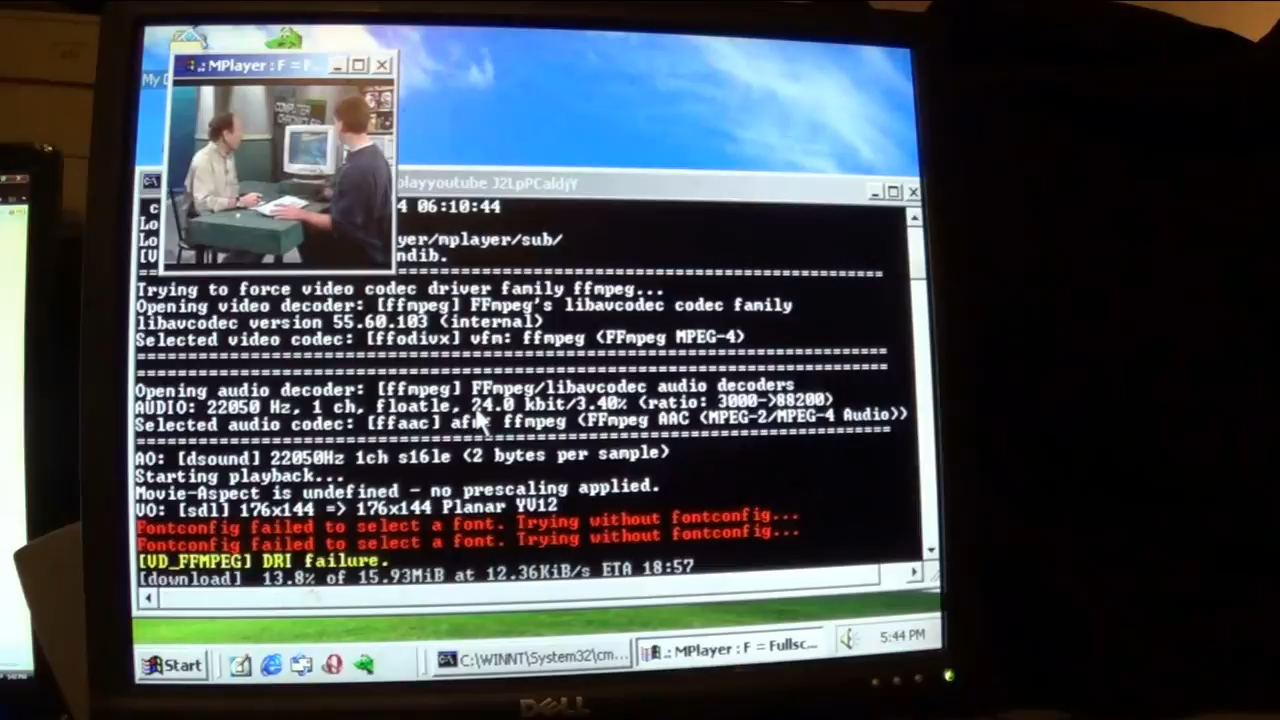 My
.: MPlayer : F = F
COMPUTER
CHRONICLES
playyoutube J2LpPCaldjY
c 4 06:10:44
Lo
Lo yer/mplayer/sub/
[V ndib.
==========================================================================
Trying to force video codec driver family ffmpeg...
Opening video decoder: [ffmpeg] FFmpeg's libavcodec codec family
libavcodec version 55.60.103 (internal)
Selected video codec: [ffodivx] vfm: ffmpeg (FFmpeg MPEG-4)
==========================================================================
==========================================================================
Opening audio decoder: [ffmpeg] FFmpeg/libavcodec audio decoders
AUDIO: 22050 Hz, 1 ch, floatle, 24.0 kbit/3.40% (ratio: 3000->88200)
Selected audio codec: [ffaac] afm: ffmpeg (FFmpeg AAC (MPEG-2/MPEG-4 Audio))
==========================================================================
AO: [dsound] 22050Hz 1ch s16le (2 bytes per sample)
Starting playback...
Movie-Aspect is undefined - no prescaling applied.
VO: [sdl] 176x144 => 176x144 Planar YV12
Fontconfig failed to select a font. Trying without fontconfig...
Fontconfig failed to select a font. Trying without fontconfig...
[VD_FFMPEG] DRI failure.
[download] 13.8% of 15.93MiB at 12.36KiB/s ETA 18:57
Start C:\WINNT\System32\cm... .: MPlayer : F = Fullsc... 5:44 PM
DELL